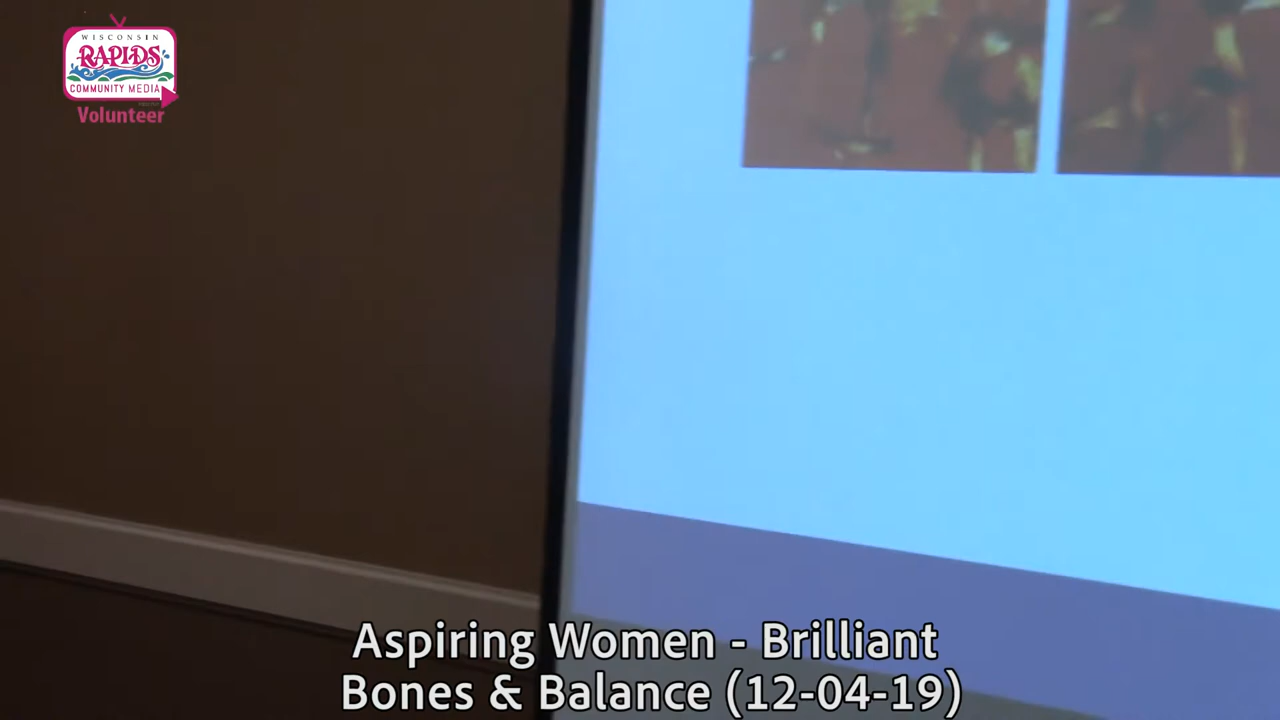 WISCONSIN
RAPIDS
COMMUNITY MEDIA
Volunteer
Aspiring Women - Brilliant
Bones & Balance (12-04-19)